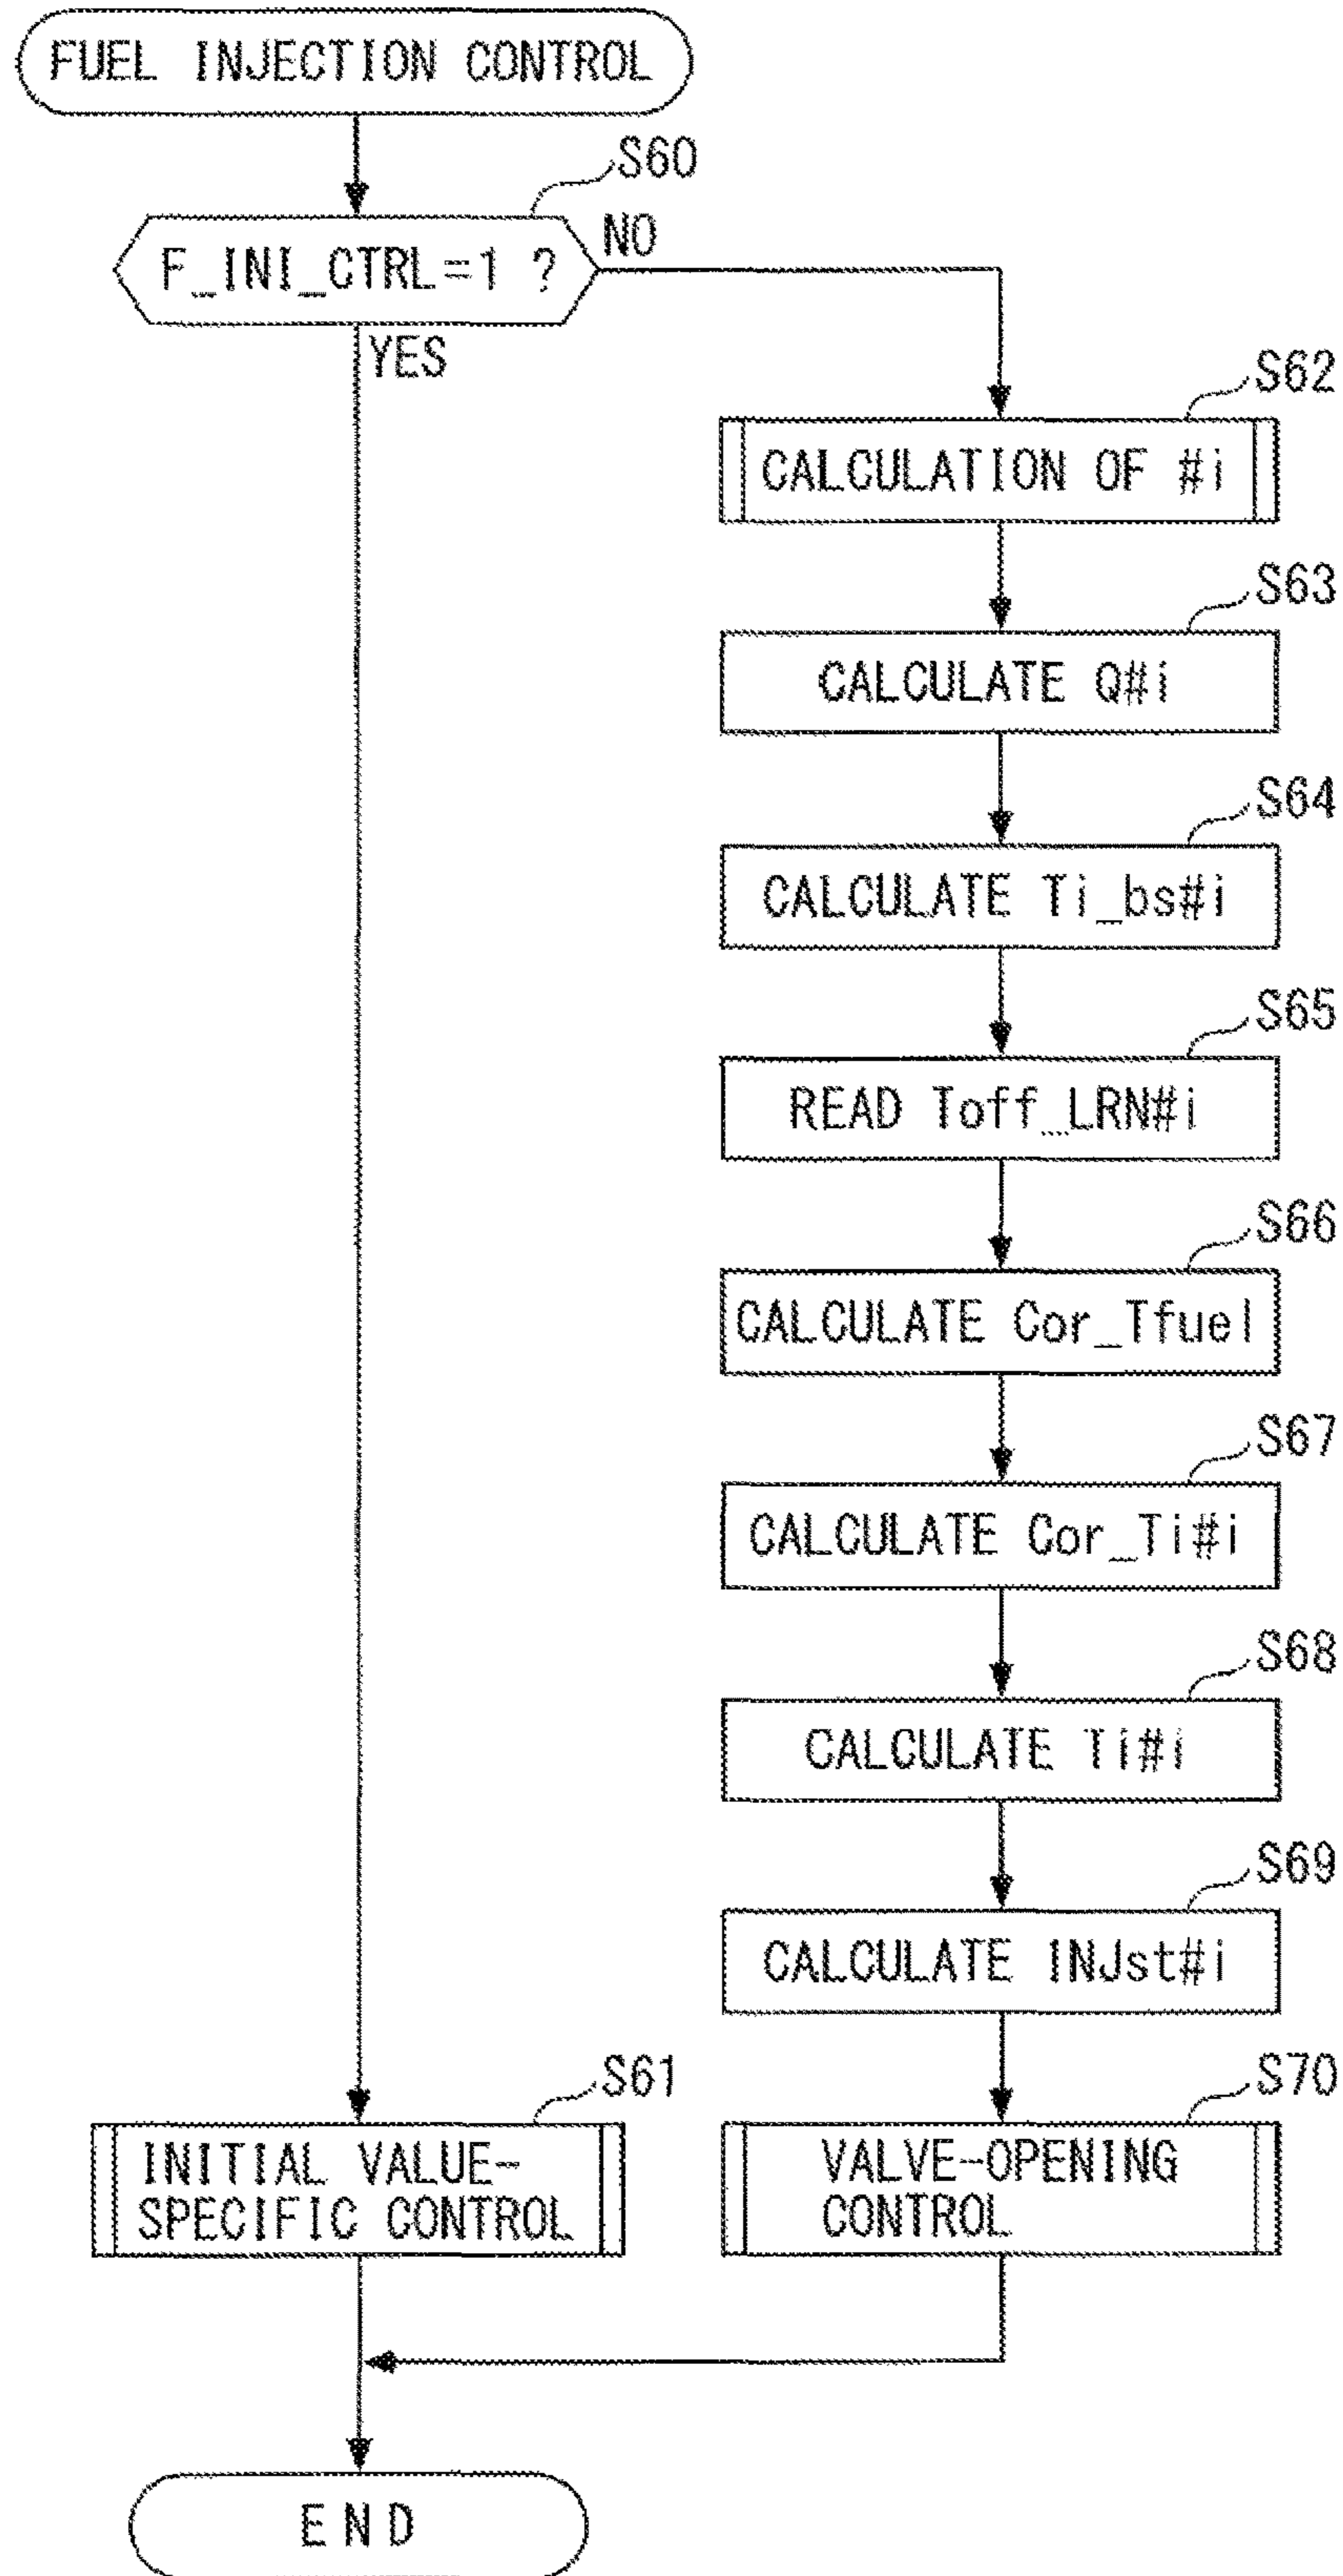 FUEL INJECTION CONTROL
S60
F_INI_CTRL=1 ?
NO
YES
S62
CALCULATION OF #i
S63
CALCULATE Q#i
S64
CALCULATE Ti_bs#i
S65
READ Toff_LRN#i
S66
CALCULATE Cor_Tfuel
S67
CALCULATE Cor_Ti#i
S68
CALCULATE Ti#i
S69
CALCULATE INJst#i
S61
INITIAL VALUE-
SPECIFIC CONTROL
S70
VALVE-OPENING
CONTROL
END